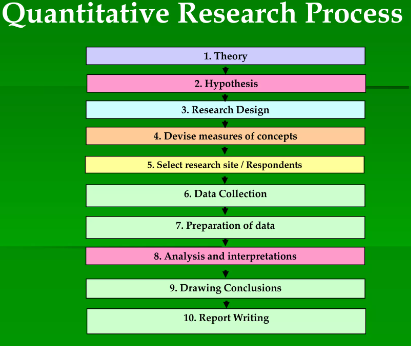 Quantitative Research Process
1. Theory
2. Hypothesis
3. Research Design
4. Devise measures of concepts
5. Select research site / Respondents
6. Data Collection
7. Preparation of data
8. Analysis and interpretations
9. Drawing Conclusions
10. Report Writing